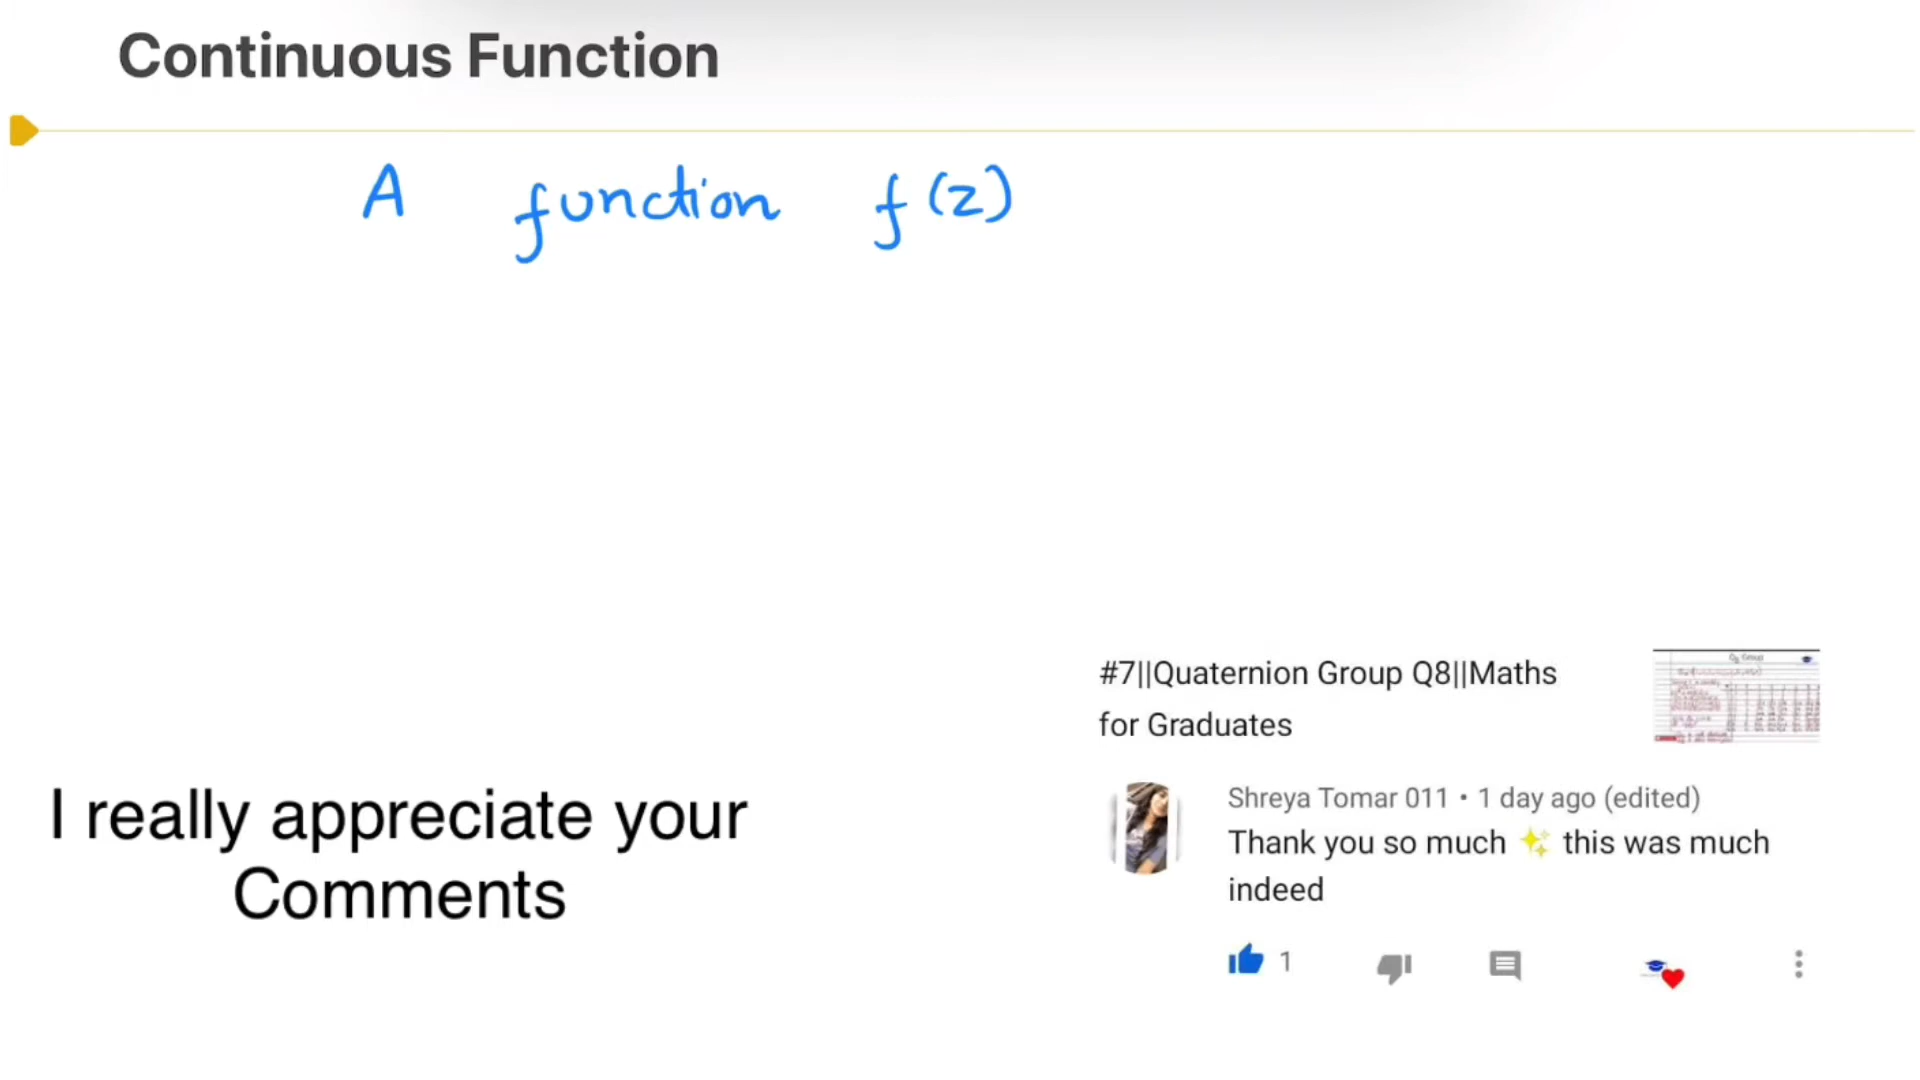 Continuous Function
A function f(z)
#7||Quaternion Group Q8||Maths
for Graduates
I really appreciate your
Comments
Shreya Tomar 011 • 1 day ago (edited)
Thank you so much ✨ this was much
indeed
1